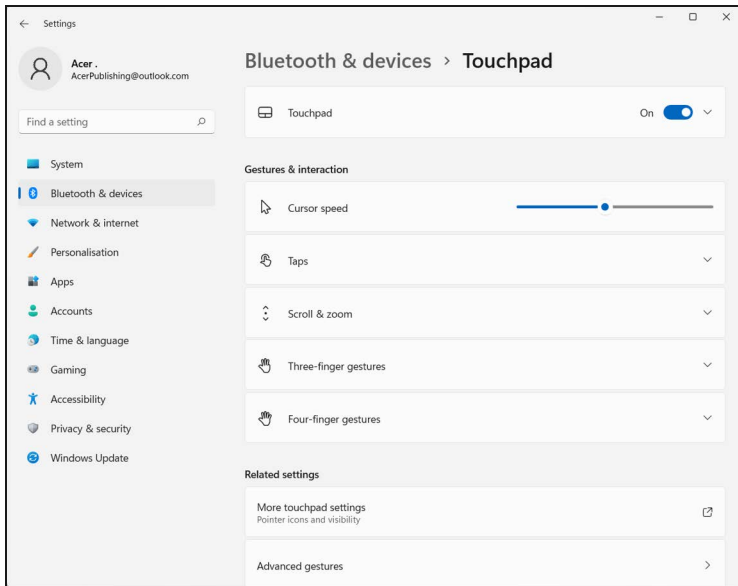 Settings
Acer .
AcerPublishing@outlook.com
Find a setting
System
Bluetooth & devices
Network & internet
Personalisation
Apps
Accounts
Time & language
Gaming
Accessibility
Privacy & security
Windows Update
Bluetooth & devices > Touchpad
Touchpad On
Gestures & interaction
Cursor speed
Taps
Scroll & zoom
Three-finger gestures
Four-finger gestures
Related settings
More touchpad settings
Pointer icons and visibility
Advanced gestures